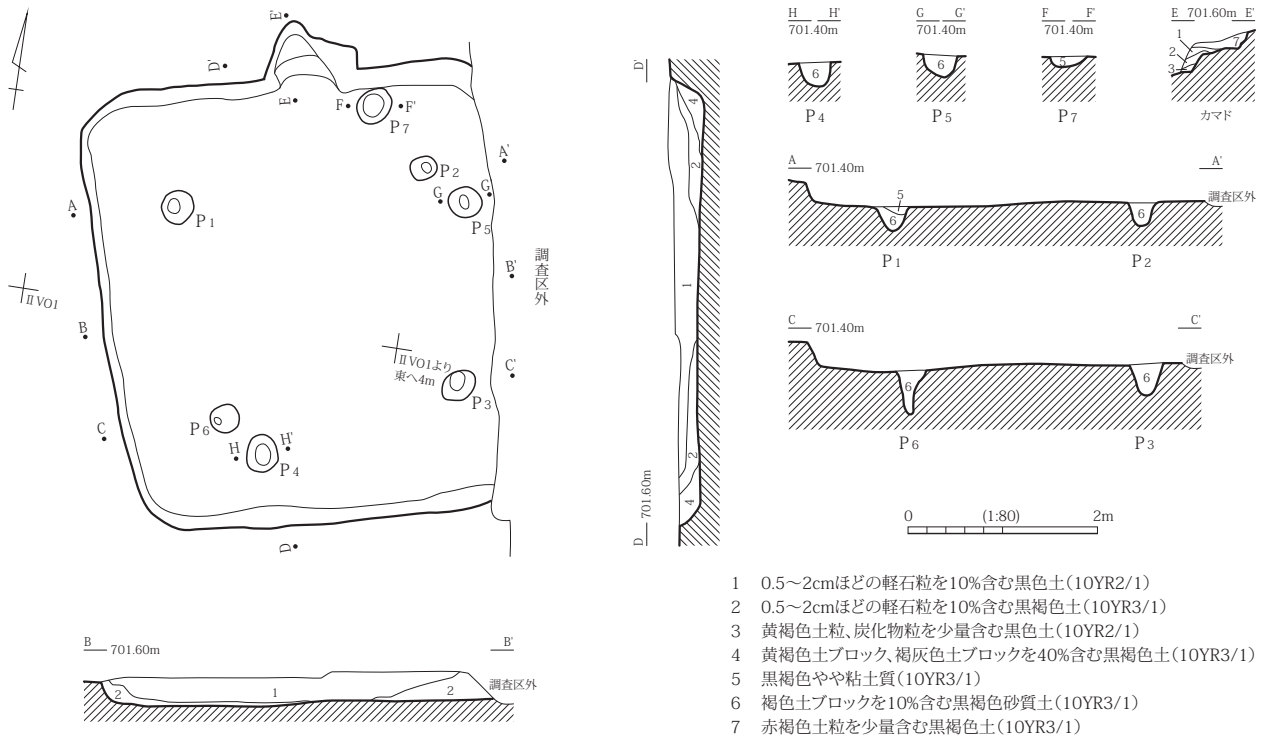 E'
D'
E
F
F'
P7
A'
P2
G
G'
A
P1
P5
調査区外
B'
ⅡVO1
B
ⅡVO1より
東へ4m
C'
P3
P6
C
H
H'
P4
D
B
701.60m
B'
2
1
2
調査区外
D'
4
2
1
2
4
D
701.60m
H
H'
701.40m
6
P4
G
G'
701.40m
6
P5
F
F'
701.40m
5
P7
E
701.60m
E'
1
2
3
7
カマド
A
701.40m
A'
5
6
6
調査区外
P1
P2
C
701.40m
C'
6
6
調査区外
P6
P3
0
(1:80)
2m
1 0.5〜2cmほどの軽石粒を10%含む黒色土(10YR2/1)
2 0.5〜2cmほどの軽石粒を10%含む黒褐色土(10YR3/1)
3 黄褐色土粒、炭化物粒を少量含む黒色土(10YR2/1)
4 黄褐色土ブロック、褐灰色土ブロックを40%含む黒褐色土(10YR3/1)
5 黒褐色やや粘土質(10YR3/1)
6 褐色土ブロックを10%含む黒褐色砂質土(10YR3/1)
7 赤褐色土粒を少量含む黒褐色土(10YR3/1)